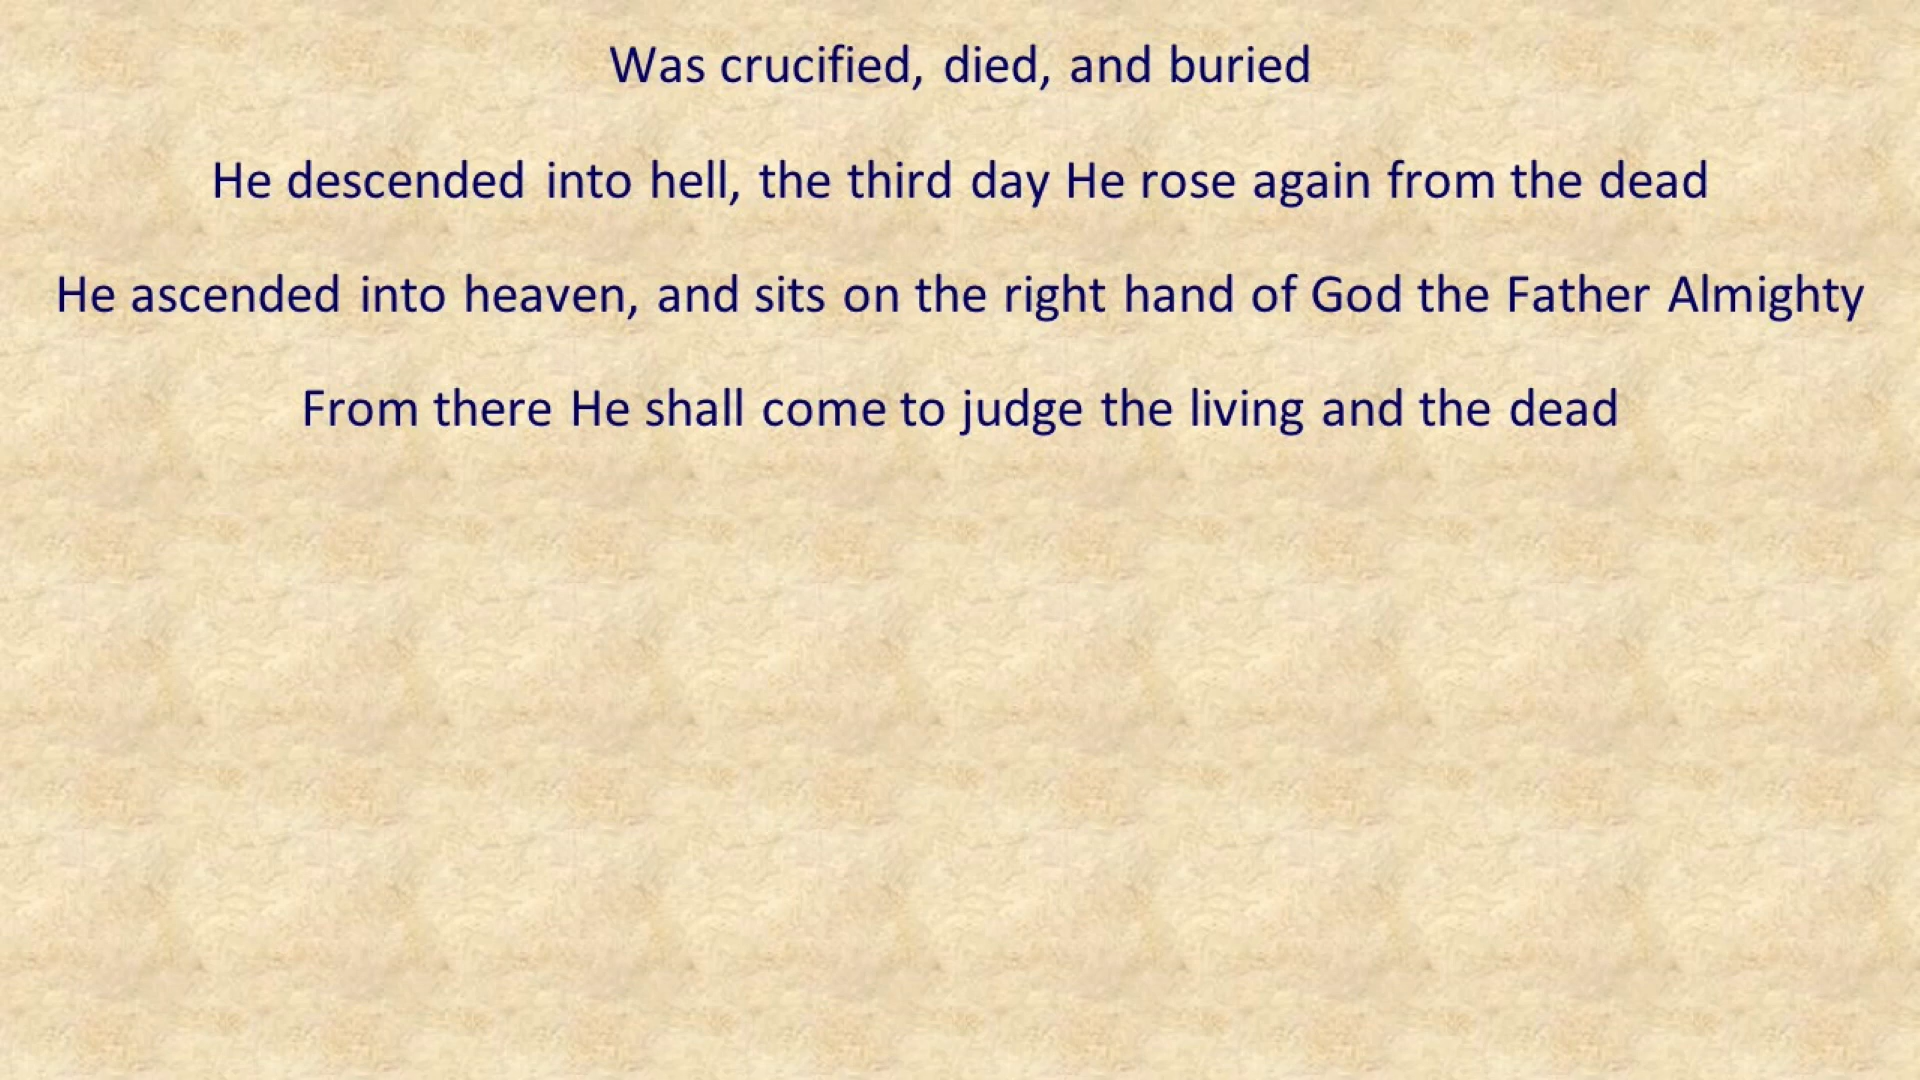 Was crucified, died, and buried
He descended into hell, the third day He rose again from the dead
He ascended into heaven, and sits on the right hand of God the Father Almighty
From there He shall come to judge the living and the dead